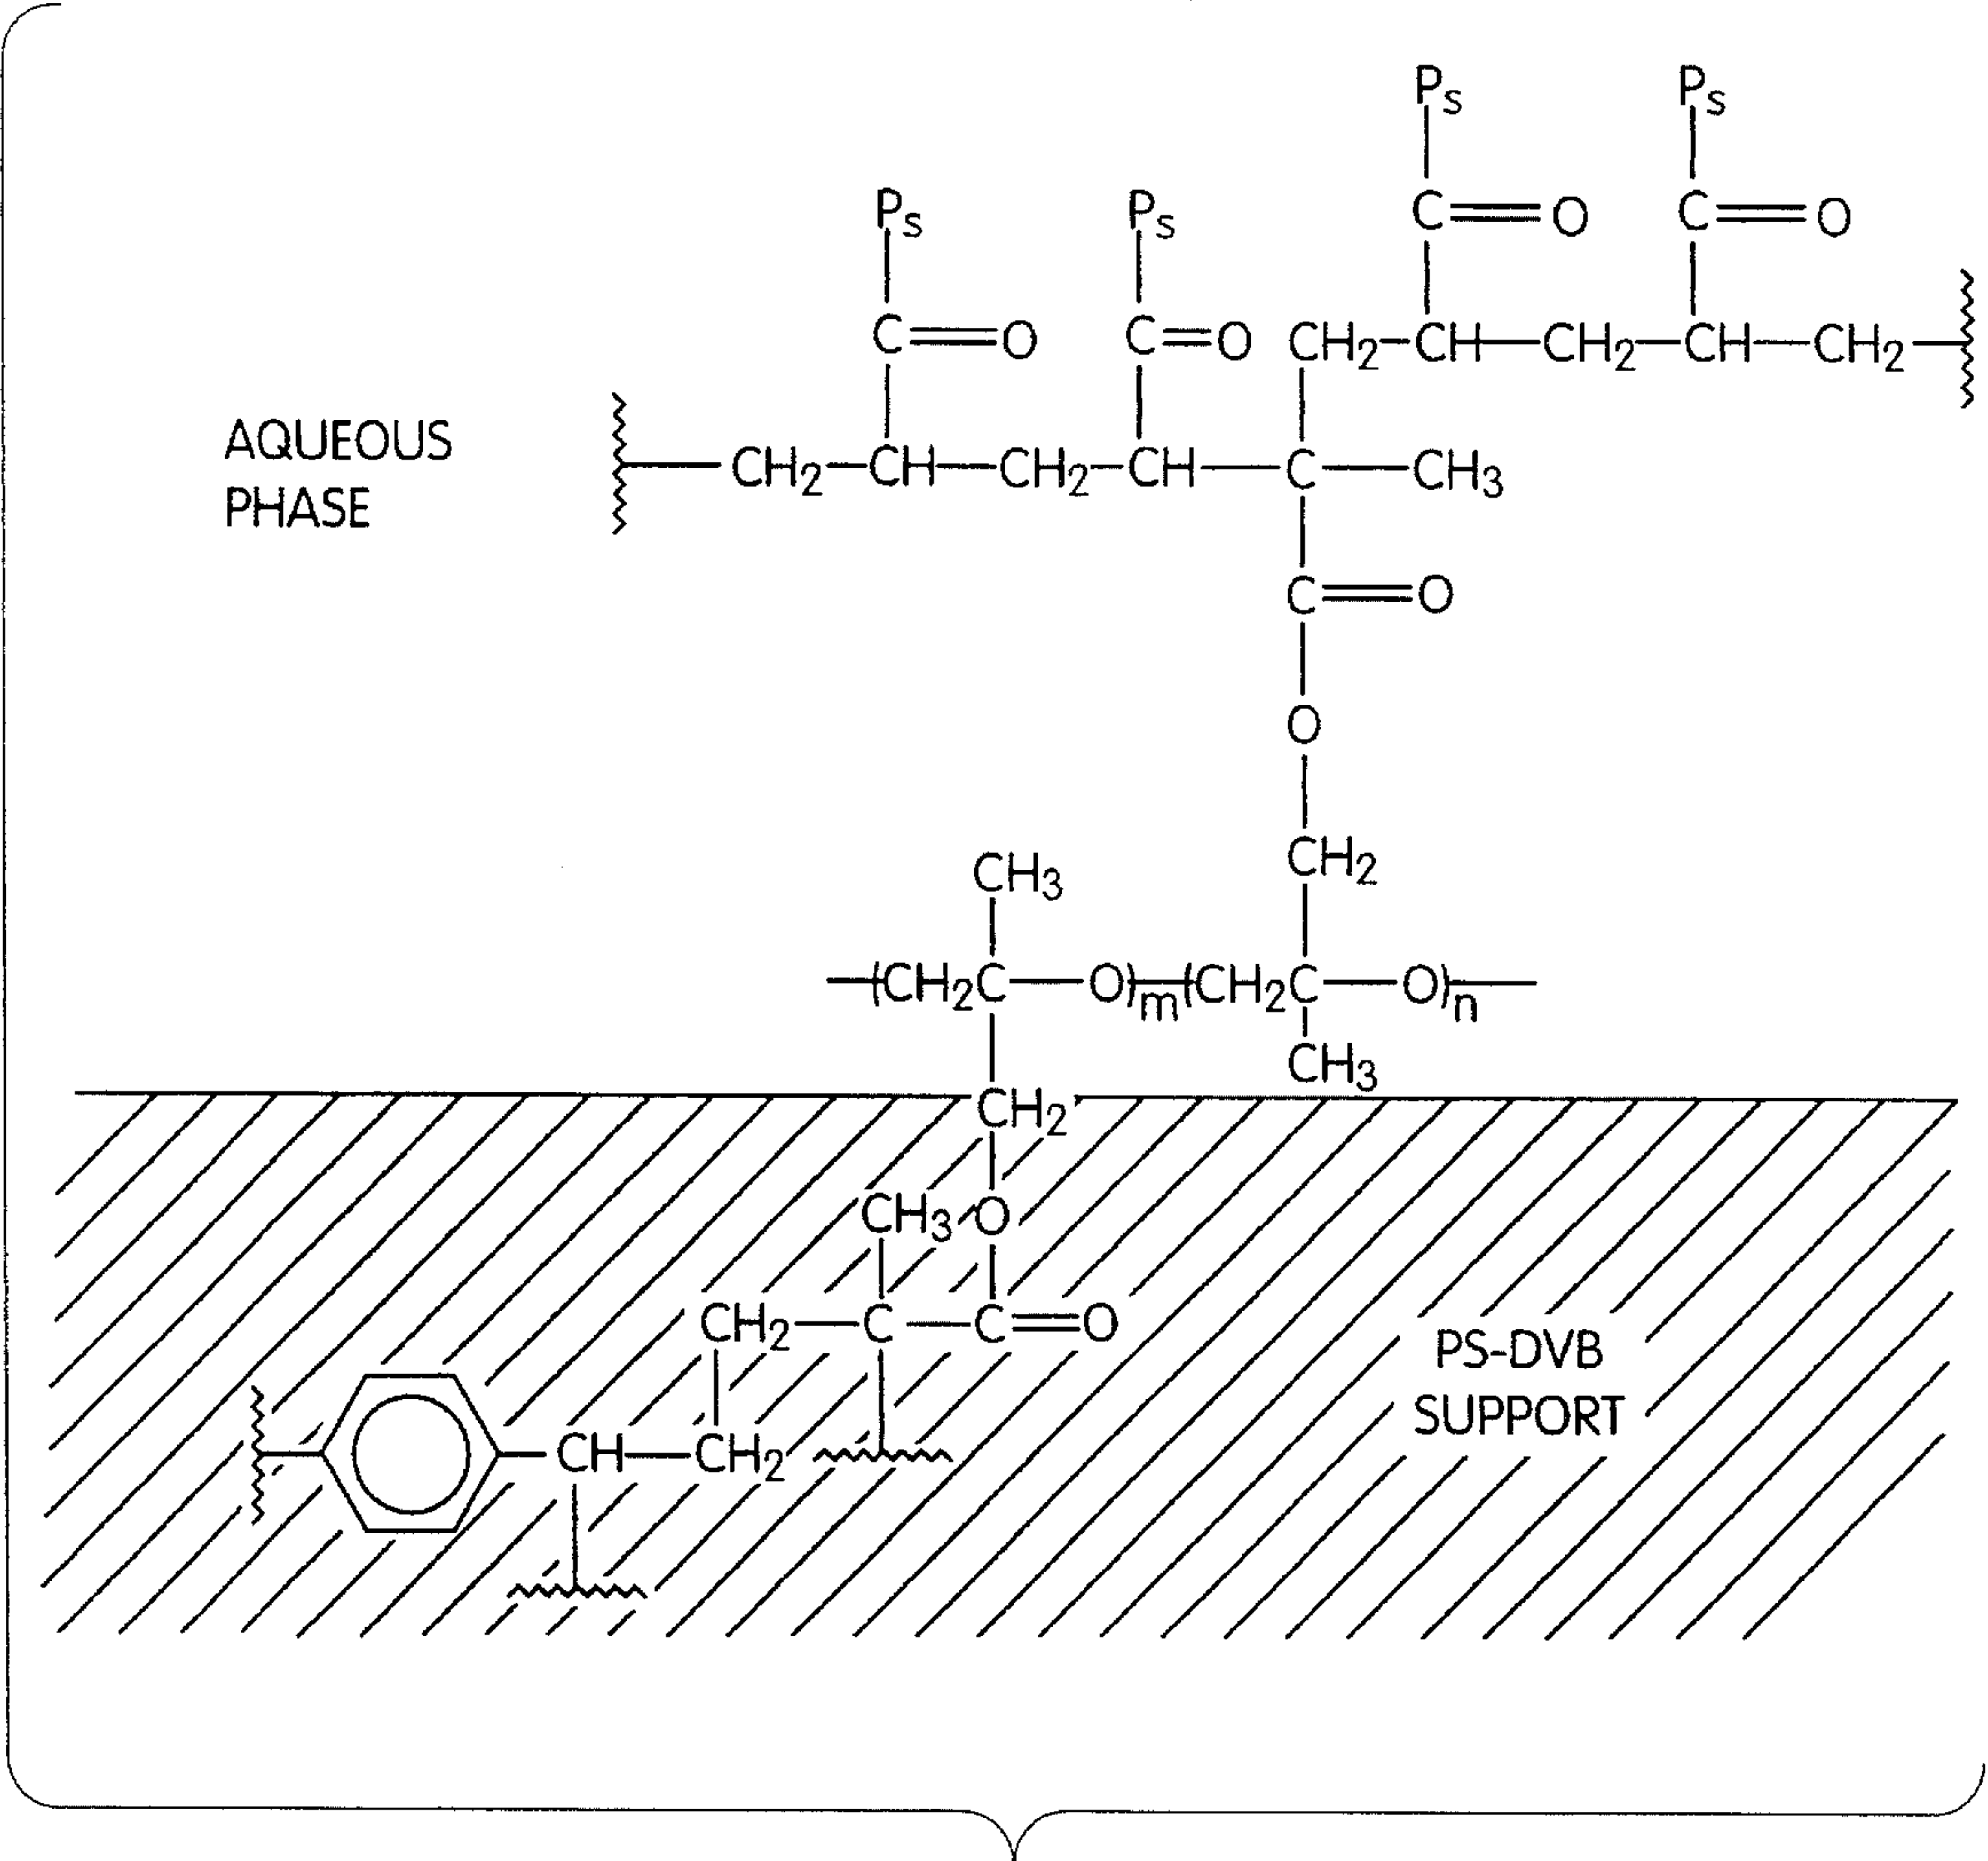 Ps Ps
Ps Ps
C=O C=O
C=O C=O CH2-CH-CH2-CH-CH2-
AQUEOUS
PHASE
-CH2-CH-CH2-CH-C-CH3
C=O
O
CH2
CH3
-(CH2C-O)m(CH2C-O)n-
CH3
CH2
CH3 O
CH2-C-C=O
PS-DVB
SUPPORT
CH-CH2